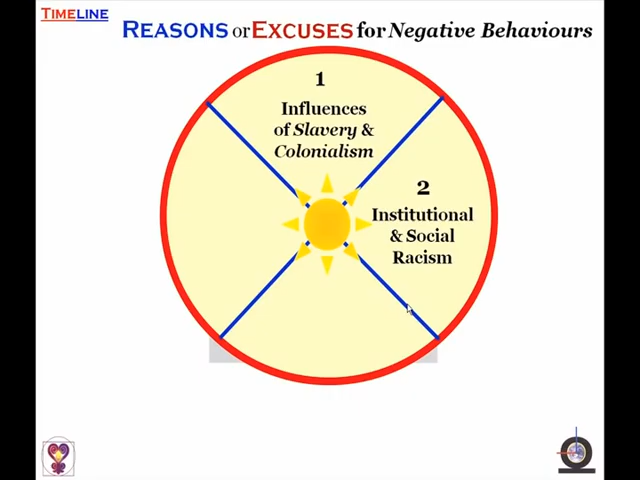 TIMELINE
REASONS or EXCUSES for Negative Behaviours
1
Influences
of Slavery &
Colonialism
2
Institutional
& Social
Racism